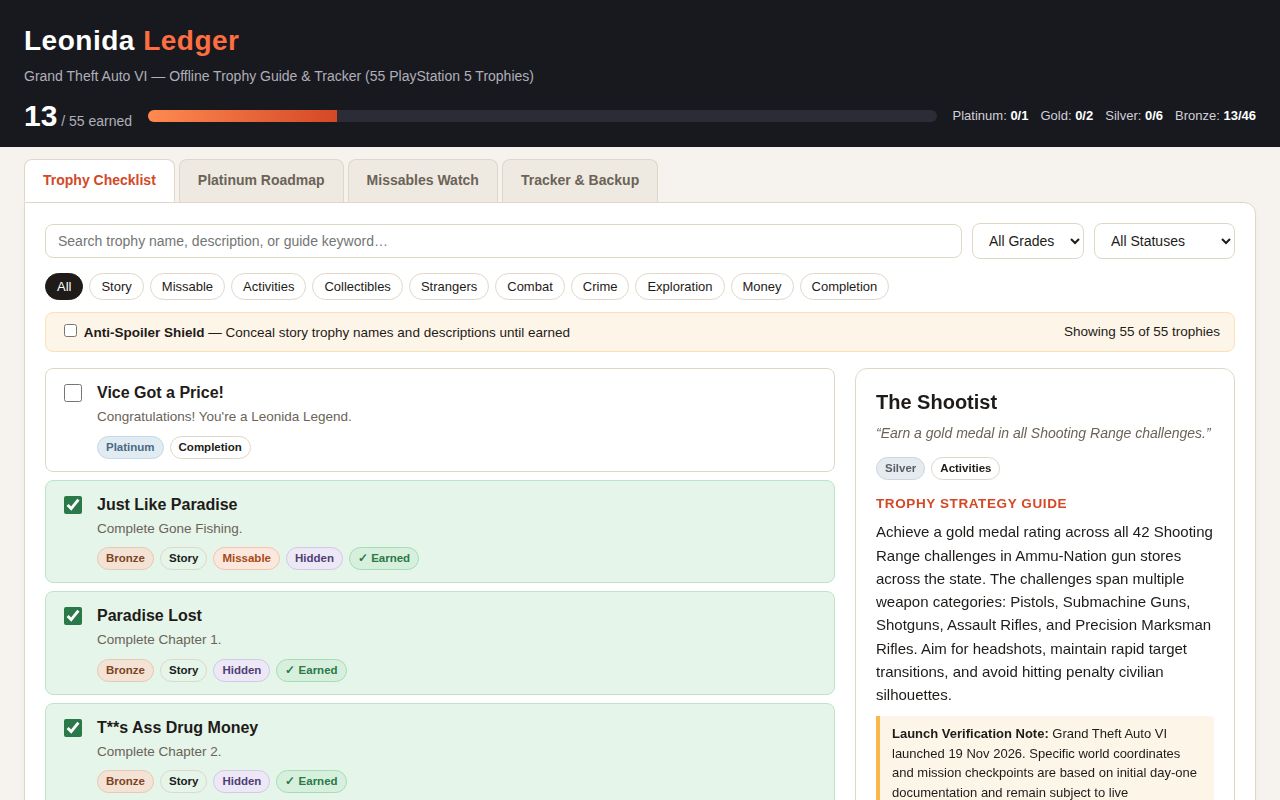 Leonida Ledger
Grand Theft Auto VI — Offline Trophy Guide & Tracker (55 PlayStation 5 Trophies)
13 / 55 earned
Platinum: 0/1 Gold: 0/2 Silver: 0/6 Bronze: 13/46
Trophy Checklist
Platinum Roadmap
Missables Watch
Tracker & Backup
Search trophy name, description, or guide keyword…
All Grades
All Statuses
All
Story
Missable
Activities
Collectibles
Strangers
Combat
Crime
Exploration
Money
Completion
Anti-Spoiler Shield — Conceal story trophy names and descriptions until earned
Showing 55 of 55 trophies
Vice Got a Price!
Congratulations! You're a Leonida Legend.
Platinum Completion
Just Like Paradise
Complete Gone Fishing.
Bronze Story Missable Hidden ✓ Earned
Paradise Lost
Complete Chapter 1.
Bronze Story Hidden ✓ Earned
T**s Ass Drug Money
Complete Chapter 2.
Bronze Story Hidden ✓ Earned
The Shootist
“Earn a gold medal in all Shooting Range challenges.”
Silver Activities
TROPHY STRATEGY GUIDE
Achieve a gold medal rating across all 42 Shooting
Range challenges in Ammu-Nation gun stores
across the state. The challenges span multiple
weapon categories: Pistols, Submachine Guns,
Shotguns, Assault Rifles, and Precision Marksman
Rifles. Aim for headshots, maintain rapid target
transitions, and avoid hitting penalty civilian
silhouettes.
Launch Verification Note: Grand Theft Auto VI
launched 19 Nov 2026. Specific world coordinates
and mission checkpoints are based on initial day-one
documentation and remain subject to live